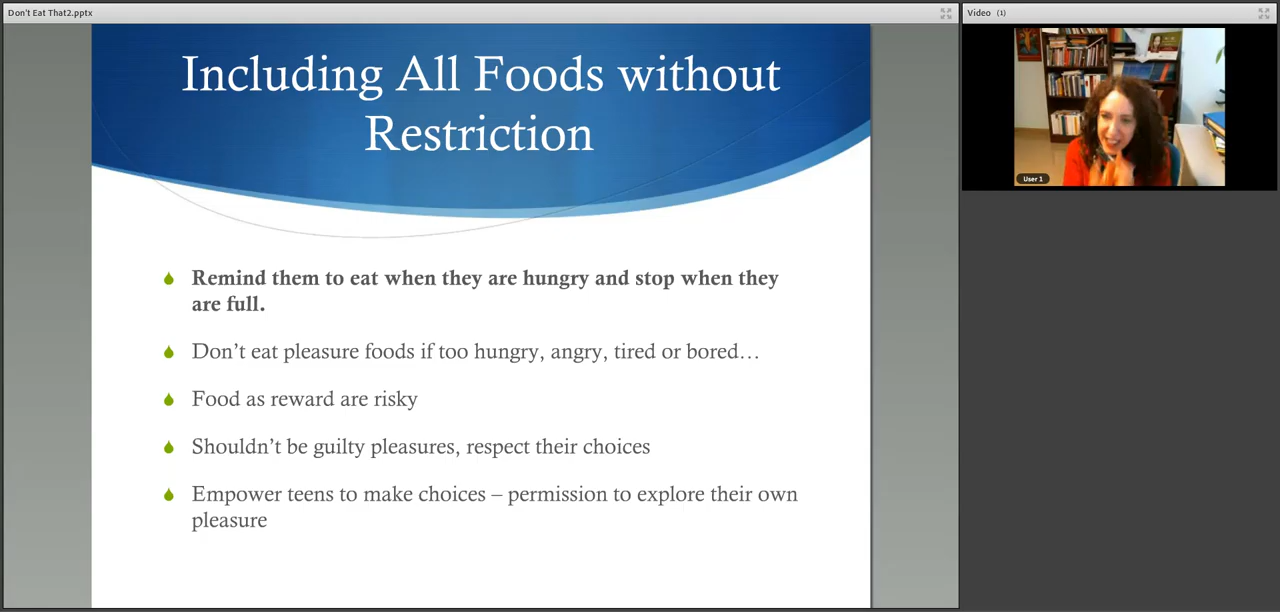 Don't Eat That2.pptx
Video (1)
Including All Foods without
Restriction
Remind them to eat when they are hungry and stop when they
are full.
Don't eat pleasure foods if too hungry, angry, tired or bored…
Food as reward are risky
Shouldn't be guilty pleasures, respect their choices
Empower teens to make choices – permission to explore their own
pleasure
User 1